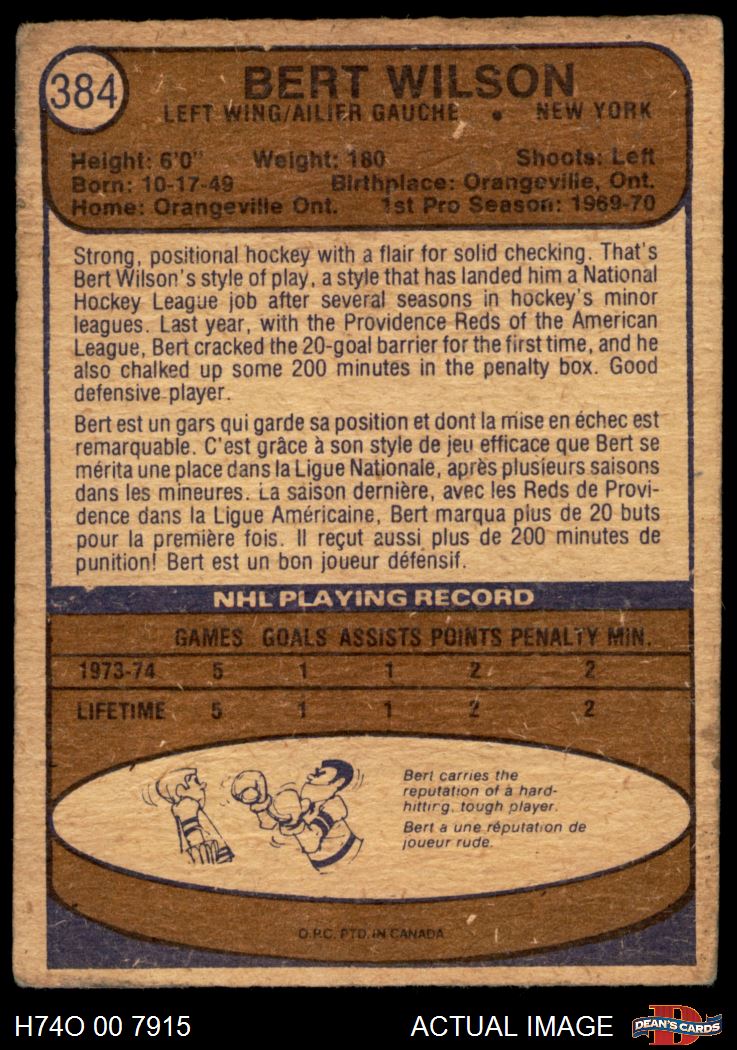 384
BERT WILSON
LEFT WING/AILIER GAUCHE • NEW YORK
Height: 6'0" Weight: 180 Shoots: Left
Born: 10-17-49 Birthplace: Orangeville, Ont.
Home: Orangeville Ont. 1st Pro Season: 1969-70
Strong, positional hockey with a flair for solid checking. That's
Bert Wilson's style of play, a style that has landed him a National
Hockey League job after several seasons in hockey's minor
leagues. Last year, with the Providence Reds of the American
League, Bert cracked the 20-goal barrier for the first time, and he
also chalked up some 200 minutes in the penalty box. Good
defensive player.
Bert est un gars qui garde sa position et dont la mise en échec est
remarquable. C'est grâce à son style de jeu efficace que Bert se
mérita une place dans la Ligue Nationale, après plusieurs saisons
dans les mineures. La saison dernière, avec les Reds de Provi-
dence dans la Ligue Américaine, Bert marqua plus de 20 buts
pour la première fois. Il reçut aussi plus de 200 minutes de
punition! Bert est un bon joueur défensif.
NHL PLAYING RECORD
GAMES GOALS ASSISTS POINTS PENALTY MIN.
1973-74 5 1 1 2 2
LIFETIME 5 1 1 2 2
Bert carries the
reputation of a hard-
hitting, tough player.
Bert a une réputation de
joueur rude.
O.P.C. PTD. IN CANADA
H74O 00 7915 ACTUAL IMAGE DEAN'S CARDS